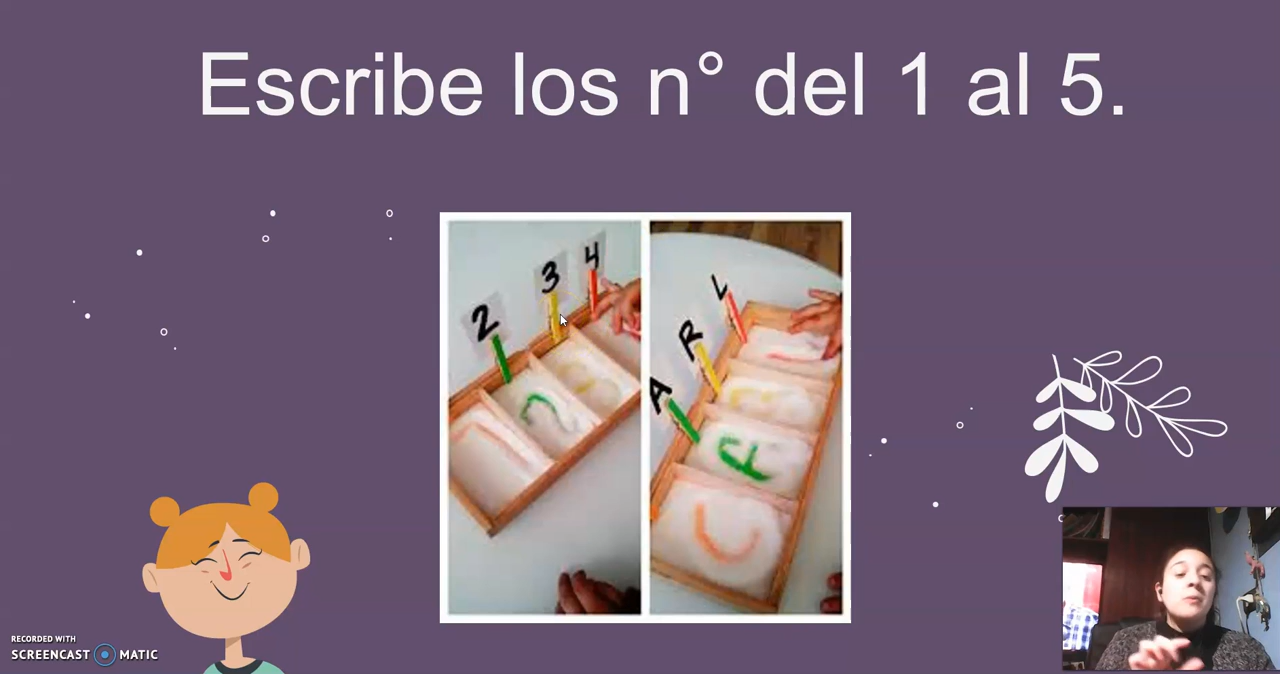 Escribe los n° del 1 al 5.
2
3
4
L
R
A
RECORDED WITH
SCREENCAST MATIC